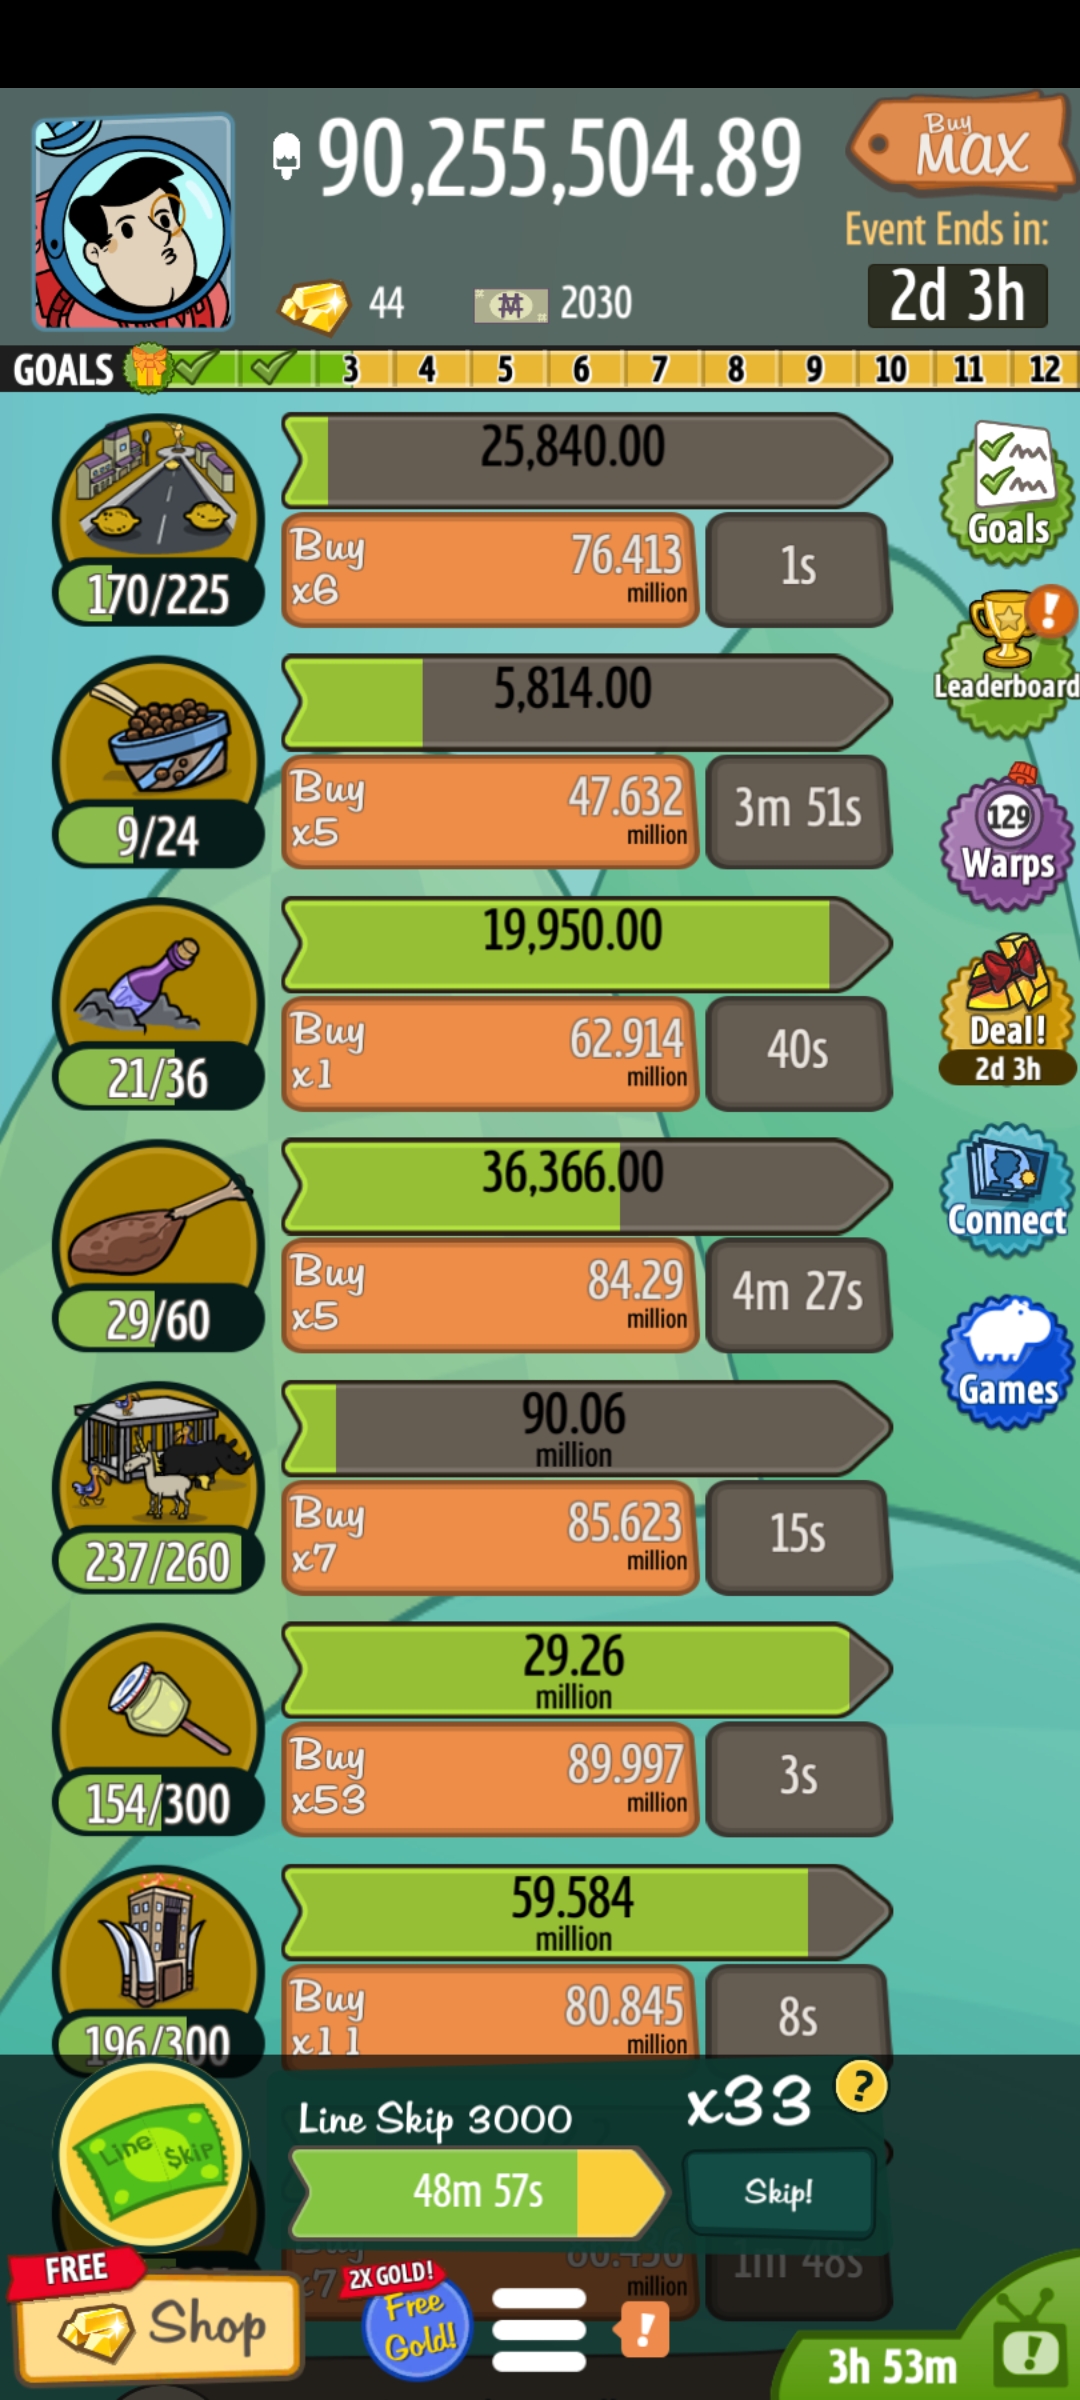 90,255,504.89
Buy
MAX
Event Ends in:
44
2030
2d 3h
GOALS
3
4
5
6
7
8
9
10
11
12
25,840.00
Buy
x6
76.413
million
1s
170/225
Goals
5,814.00
Buy
x5
47.632
million
3m 51s
9/24
Leaderboard
129
Warps
19,950.00
Buy
x1
62.914
million
40s
21/36
Deal!
2d 3h
36,366.00
Buy
x5
84.29
million
4m 27s
29/60
Connect
Games
90.06
million
Buy
x7
85.623
million
15s
237/260
29.26
million
Buy
x53
89.997
million
3s
154/300
59.584
million
Buy
x11
80.845
million
8s
196/300
Line Skip
Line Skip 3000
x33
?
48m 57s
Skip!
Buy
x7
million
1m 48s
FREE
Shop
2X GOLD!
Free
Gold!
!
3h 53m